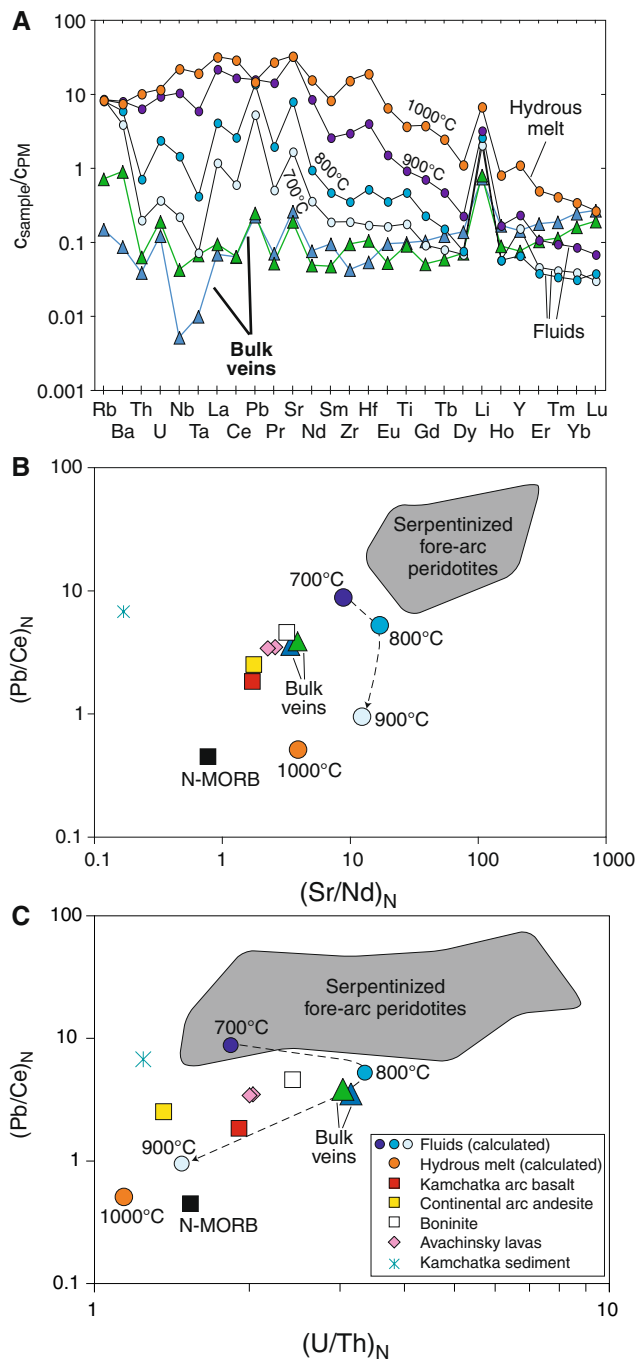 A
100
10
1
0.1
0.01
0.001
c_sample/c_PM
1000°C
900°C
800°C
700°C
Hydrous
melt
Bulk
veins
Fluids
Rb Th Nb La Pb Sr Sm Hf Ti Tb Li Y Tm Lu
Ba U Ta Ce Pr Nd Zr Eu Gd Dy Ho Er Yb
B
100
10
1
0.1
(Pb/Ce)N
Serpentinized
fore-arc
peridotites
700°C
800°C
Bulk
veins
900°C
1000°C
N-MORB
0.1 1 10 100 1000
(Sr/Nd)N
C
100
10
1
0.1
(Pb/Ce)N
Serpentinized
fore-arc peridotites
700°C
800°C
Bulk
veins
900°C
1000°C
N-MORB
Fluids (calculated)
Hydrous melt (calculated)
Kamchatka arc basalt
Continental arc andesite
Boninite
Avachinsky lavas
Kamchatka sediment
1 10
(U/Th)N